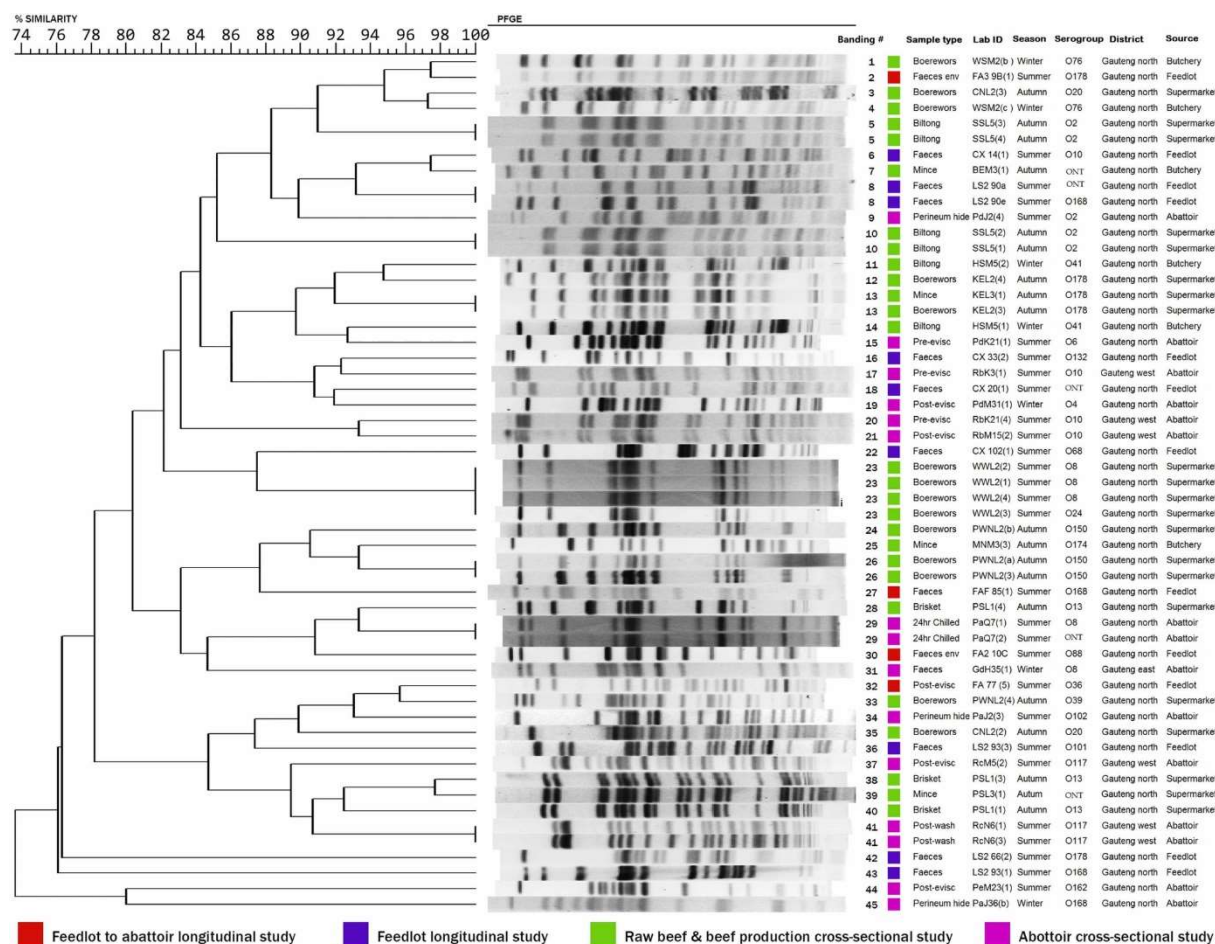 % SIMILARITY PFGE
74 76 78 80 82 84 86 88 90 92 94 96 98 100
Banding # Sample type Lab ID Season Serogroup District Source
1 Boerewors WSM2(b ) Winter O76 Gauteng north Butchery
2 Faeces env FA3 9B(1) Summer O178 Gauteng north Feedlot
3 Boerewors CNL2(3) Autumn O20 Gauteng north Supermarket
4 Boerewors WSM2(c ) Winter O76 Gauteng north Butchery
5 Biltong SSL5(3) Autumn O2 Gauteng north Supermarket
5 Biltong SSL5(4) Autumn O2 Gauteng north Supermarket
6 Faeces CX 14(1) Summer O10 Gauteng north Feedlot
7 Mince BEM3(1) Autumn ONT Gauteng north Butchery
8 Faeces LS2 90a Summer ONT Gauteng north Feedlot
8 Faeces LS2 90e Summer O168 Gauteng north Feedlot
9 Perineum hide PdJ2(4) Summer O2 Gauteng north Abattoir
10 Biltong SSL5(2) Autumn O2 Gauteng north Supermarket
10 Biltong SSL5(1) Autumn O2 Gauteng north Supermarket
11 Biltong HSM5(2) Winter O41 Gauteng north Butchery
12 Boerewors KEL2(4) Autumn O178 Gauteng north Supermarket
13 Mince KEL3(1) Autumn O178 Gauteng north Supermarket
13 Boerewors KEL2(3) Autumn O178 Gauteng north Supermarket
14 Biltong HSM5(1) Winter O41 Gauteng north Butchery
15 Pre-evisc PdK21(1) Summer O6 Gauteng north Abattoir
16 Faeces CX 33(2) Summer O132 Gauteng north Feedlot
17 Pre-evisc RbK3(1) Summer O10 Gauteng west Abattoir
18 Faeces CX 20(1) Summer ONT Gauteng north Feedlot
19 Post-evisc PdM31(1) Winter O4 Gauteng north Abattoir
20 Pre-evisc RbK21(4) Summer O10 Gauteng west Abattoir
21 Post-evisc RbM15(2) Summer O10 Gauteng west Abattoir
22 Faeces CX 102(1) Summer O68 Gauteng north Feedlot
23 Boerewors WWL2(2) Summer O8 Gauteng north Supermarket
23 Boerewors WWL2(1) Summer O8 Gauteng north Supermarket
23 Boerewors WWL2(4) Summer O8 Gauteng north Supermarket
23 Boerewors WWL2(3) Summer O24 Gauteng north Supermarket
24 Boerewors PWNL2(b) Autumn O150 Gauteng north Supermarket
25 Mince MNM3(3) Autumn O174 Gauteng north Butchery
26 Boerewors PWNL2(a) Autumn O150 Gauteng north Supermarket
26 Boerewors PWNL2(3) Autumn O150 Gauteng north Supermarket
27 Faeces FAF 85(1) Summer O168 Gauteng north Feedlot
28 Brisket PSL1(4) Autumn O13 Gauteng north Supermarket
29 24hr Chilled PaQ7(1) Summer O8 Gauteng north Abattoir
29 24hr Chilled PaQ7(2) Summer ONT Gauteng north Abattoir
30 Faeces env FA2 10C Summer O88 Gauteng north Feedlot
31 Faeces GdH35(1) Winter O8 Gauteng east Abattoir
32 Post-evisc FA 77 (5) Summer O36 Gauteng north Feedlot
33 Boerewors PWNL2(4) Autumn O39 Gauteng north Supermarket
34 Perineum hide PaJ2(3) Summer O102 Gauteng north Abattoir
35 Boerewors CNL2(2) Autumn O20 Gauteng north Supermarket
36 Faeces LS2 93(3) Summer O101 Gauteng north Feedlot
37 Post-evisc RcM5(2) Summer O117 Gauteng west Abattoir
38 Brisket PSL1(3) Autumn O13 Gauteng north Supermarket
39 Mince PSL3(1) Autum ONT Gauteng north Supermarket
40 Brisket PSL1(1) Autumn O13 Gauteng north Supermarket
41 Post-wash RcN6(1) Summer O117 Gauteng west Abattoir
41 Post-wash RcN6(3) Summer O117 Gauteng west Abattoir
42 Faeces LS2 66(2) Summer O178 Gauteng north Feedlot
43 Faeces LS2 93(1) Summer O168 Gauteng north Feedlot
44 Post-evisc PeM23(1) Summer O162 Gauteng north Abattoir
45 Perineum hide PaJ36(b) Winter O168 Gauteng north Abattoir
Feedlot to abattoir longitudinal study Feedlot longitudinal study Raw beef & beef production cross-sectional study Abottoir cross-sectional study